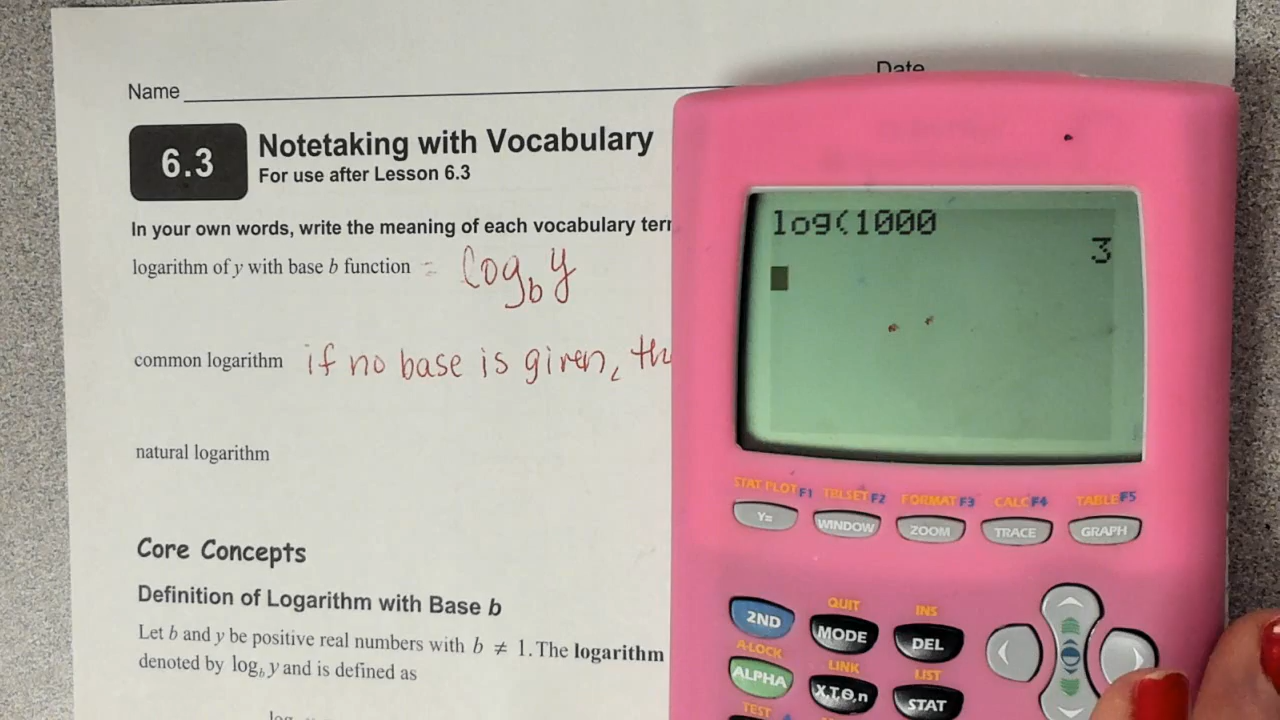 Name
Date
6.3
Notetaking with Vocabulary
For use after Lesson 6.3
In your own words, write the meaning of each vocabulary
logarithm of y with base b function = log_b y
common logarithm if no base is given,
natural logarithm
Core Concepts
Definition of Logarithm with Base b
Let b and y be positive real numbers with b ≠ 1. The logarithm
denoted by log_b y and is defined as
log(1000
3
STAT PLOT F1 TBLSET F2 FORMAT F3 CALC F4 TABLE F5
Y= WINDOW ZOOM TRACE GRAPH
QUIT INS
2ND MODE DEL
A-LOCK LINK LIST
ALPHA X,T,Θ,n STAT
TEST